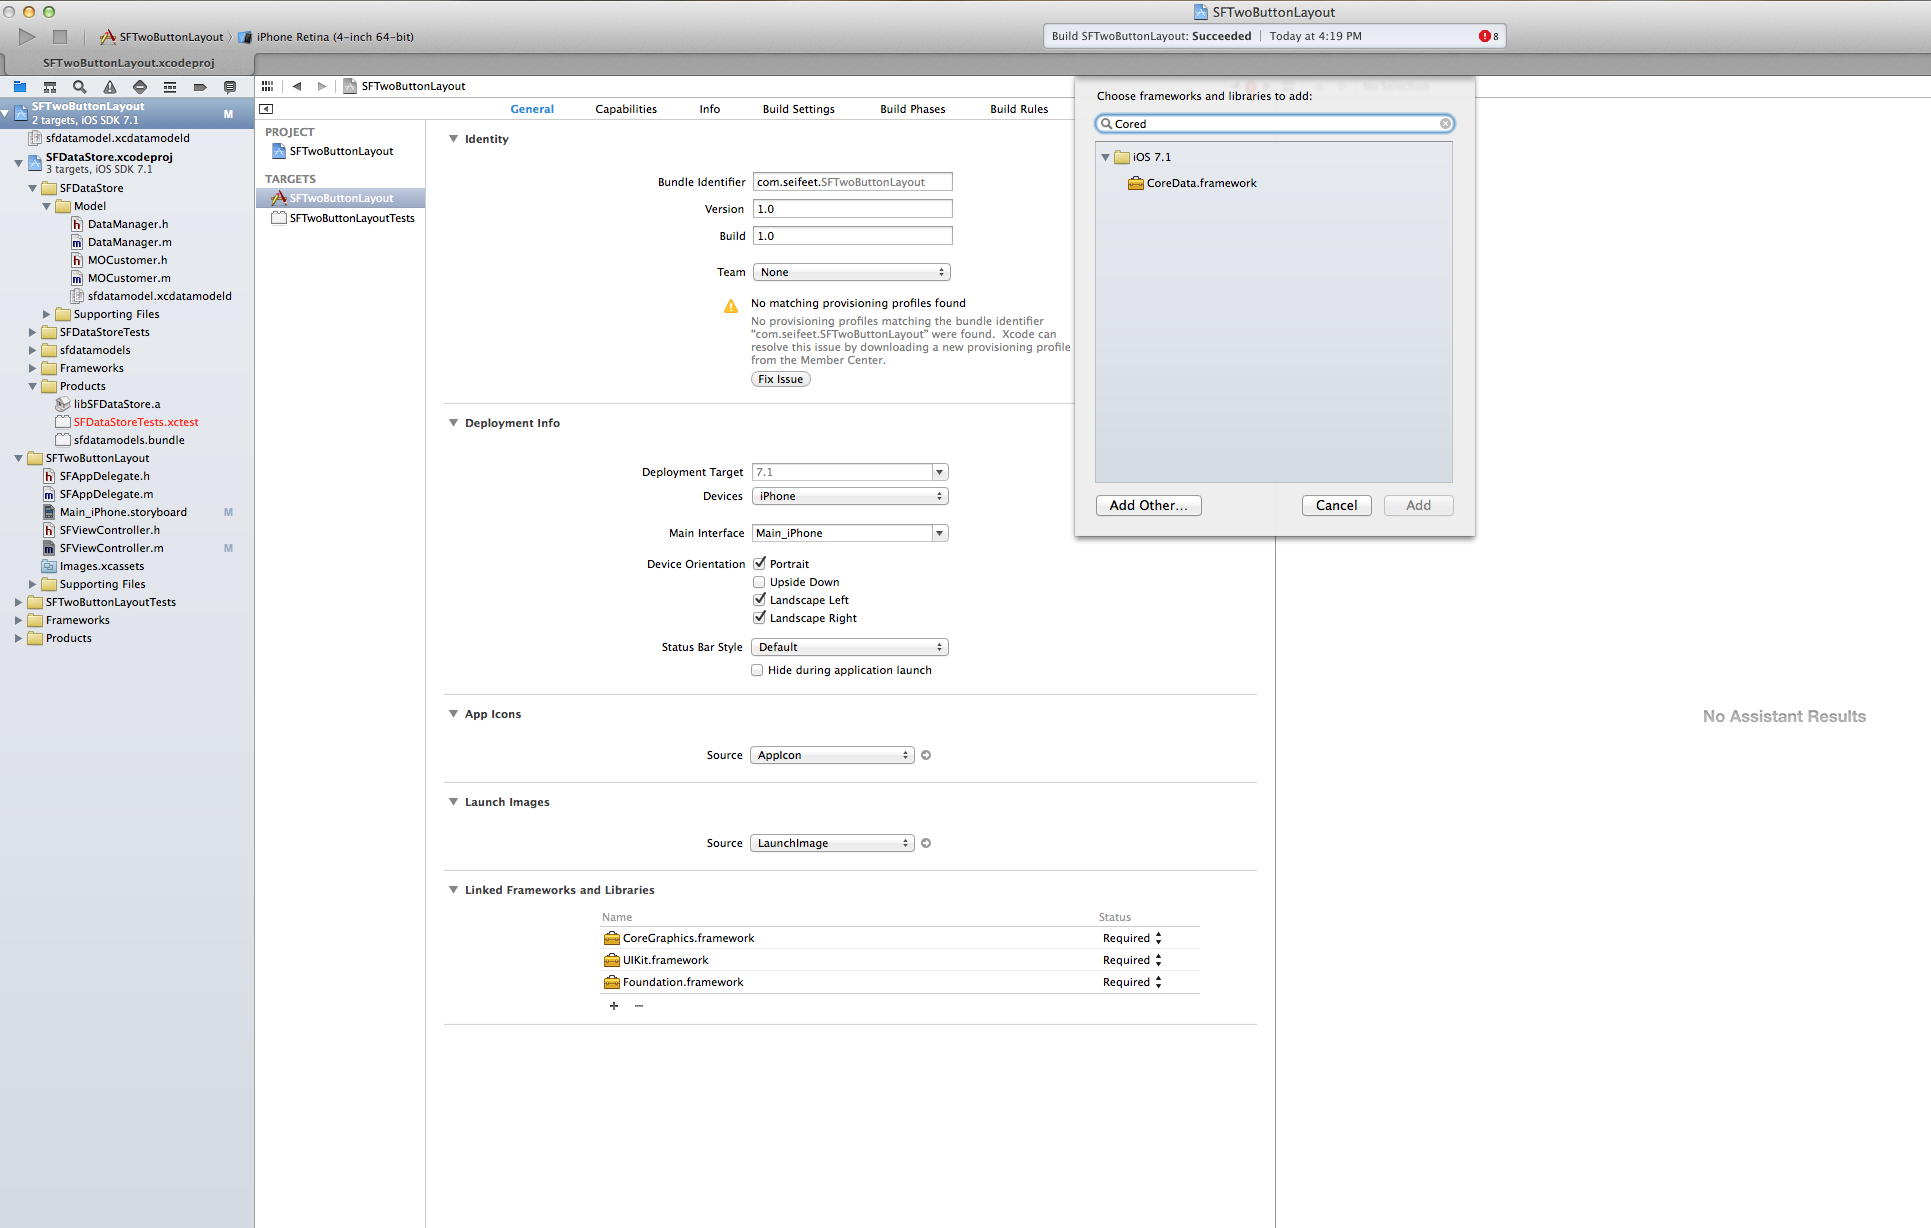 SFTwoButtonLayout
SFTwoButtonLayout
iPhone Retina (4-inch 64-bit)
Build SFTwoButtonLayout: Succeeded
Today at 4:19 PM
8
SFTwoButtonLayout.xcodeproj
SFTwoButtonLayout
2 targets, iOS SDK 7.1
M
sfdatamodel.xcdatamodeld
SFDataStore.xcodeproj
3 targets, iOS SDK 7.1
SFDataStore
Model
DataManager.h
DataManager.m
MOCustomer.h
MOCustomer.m
sfdatamodel.xcdatamodeld
Supporting Files
SFDataStoreTests
sfdatamodels
Frameworks
Products
libSFDataStore.a
SFDataStoreTests.xctest
sfdatamodels.bundle
SFTwoButtonLayout
SFAppDelegate.h
SFAppDelegate.m
Main_iPhone.storyboard M
SFViewController.h
SFViewController.m M
Images.xcassets
Supporting Files
SFTwoButtonLayoutTests
Frameworks
Products
SFTwoButtonLayout
General Capabilities Info Build Settings Build Phases Build Rules
PROJECT
SFTwoButtonLayout
TARGETS
SFTwoButtonLayout
SFTwoButtonLayoutTests
Identity
Bundle Identifier com.seifeet.SFTwoButtonLayout
Version 1.0
Build 1.0
Team None
No matching provisioning profiles found
No provisioning profiles matching the bundle identifier
“com.seifeet.SFTwoButtonLayout” were found. Xcode can
resolve this issue by downloading a new provisioning profile
from the Member Center.
Fix Issue
Deployment Info
Deployment Target 7.1
Devices iPhone
Main Interface Main_iPhone
Device Orientation Portrait
Upside Down
Landscape Left
Landscape Right
Status Bar Style Default
Hide during application launch
App Icons
Source AppIcon
Launch Images
Source LaunchImage
Linked Frameworks and Libraries
Name Status
CoreGraphics.framework Required
UIKit.framework Required
Foundation.framework Required
Choose frameworks and libraries to add:
Cored
iOS 7.1
CoreData.framework
Add Other...
Cancel
Add
No Assistant Results